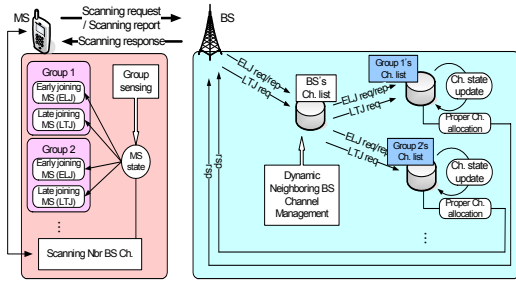 MS
Scanning request
/ Scanning report
Scanning response
BS
Group 1
Early joining
MS (ELJ)
Late joining
MS (LTJ)
Group 2
Early joining
MS (ELJ)
Late joining
MS (LTJ)
...
Group
sensing
MS
state
Scanning Nbr BS Ch.
ELJ req/rep
LTJ req
BS`s
Ch. list
rsp
rsp
Dynamic
Neighboring BS
Channel
Management
ELJ req/rep
LTJ req
ELJ req/rep
LTJ req
Group 1`s
Ch. list
Ch. state
update
Proper Ch.
allocation
Group 2's
Ch. list
Ch. state
update
Proper Ch.
allocation
...